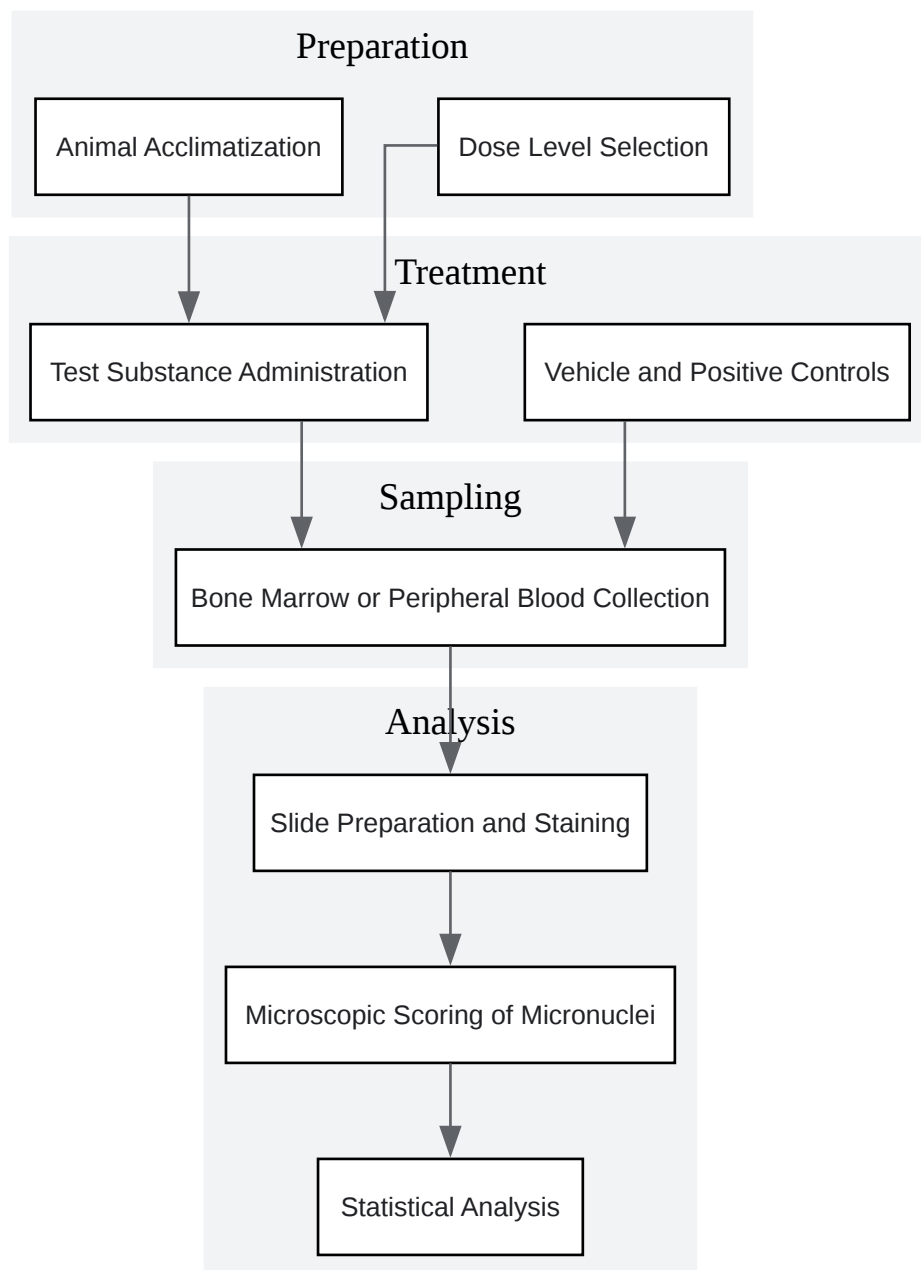 Preparation
Animal Acclimatization
Dose Level Selection
Treatment
Test Substance Administration
Vehicle and Positive Controls
Sampling
Bone Marrow or Peripheral Blood Collection
Analysis
Slide Preparation and Staining
Microscopic Scoring of Micronuclei
Statistical Analysis